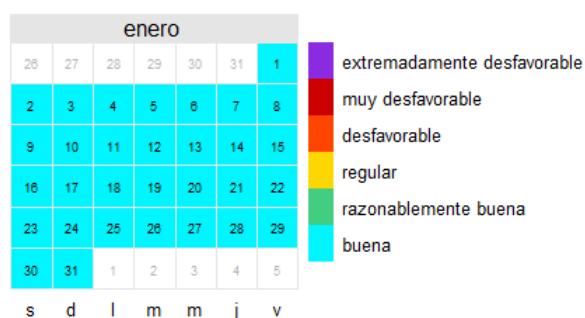 enero
26 27 28 29 30 31 1
2 3 4 5 6 7 8
9 10 11 12 13 14 15
16 17 18 19 20 21 22
23 24 25 26 27 28 29
30 31 1 2 3 4 5
s d l m m j v
extremadamente desfavorable
muy desfavorable
desfavorable
regular
razonablemente buena
buena